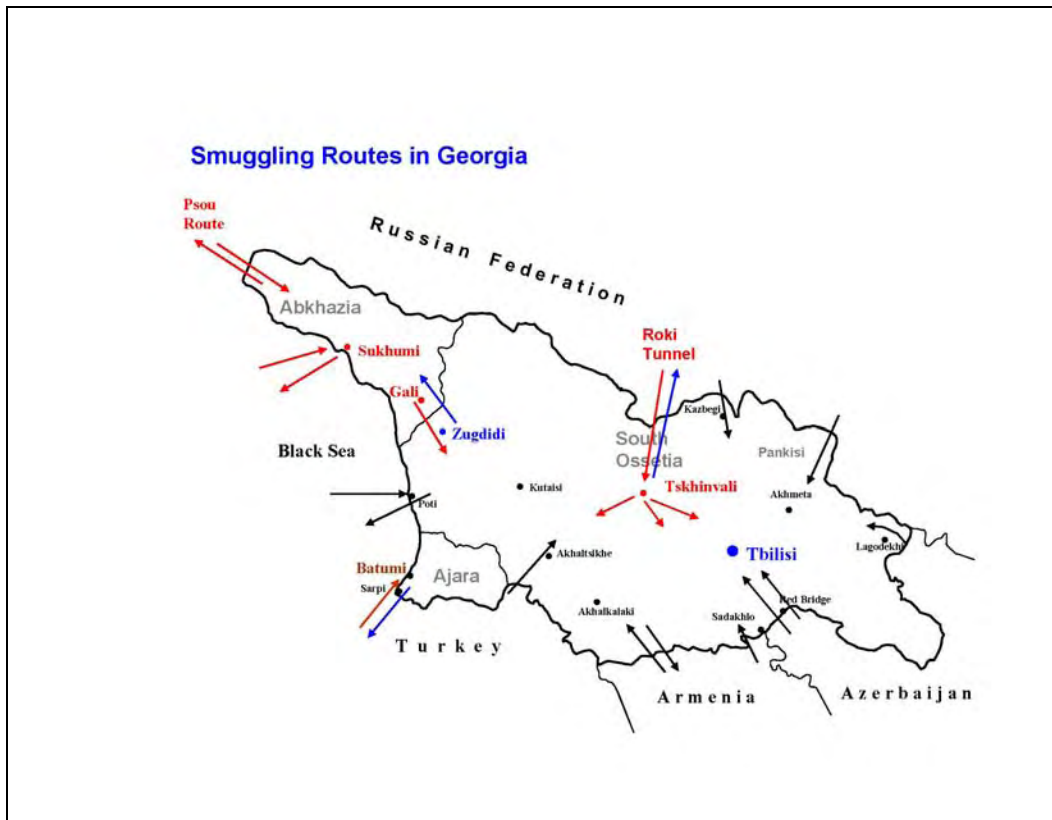 Smuggling Routes in Georgia
Psou
Route
Russian Federation
Abkhazia
Roki
Tunnel
Sukhumi
Gali
Kazbegi
Zugdidi
South
Ossetia
Black Sea
Pankisi
Kutaisi
Tskhinvali
Poti
Akhmeta
Tbilisi
Lagodekhi
Akhaltsikhe
Batumi
Ajara
Sarpi
Akhalkalaki
Red Bridge
Sadakhlo
Turkey
Armenia
Azerbaijan